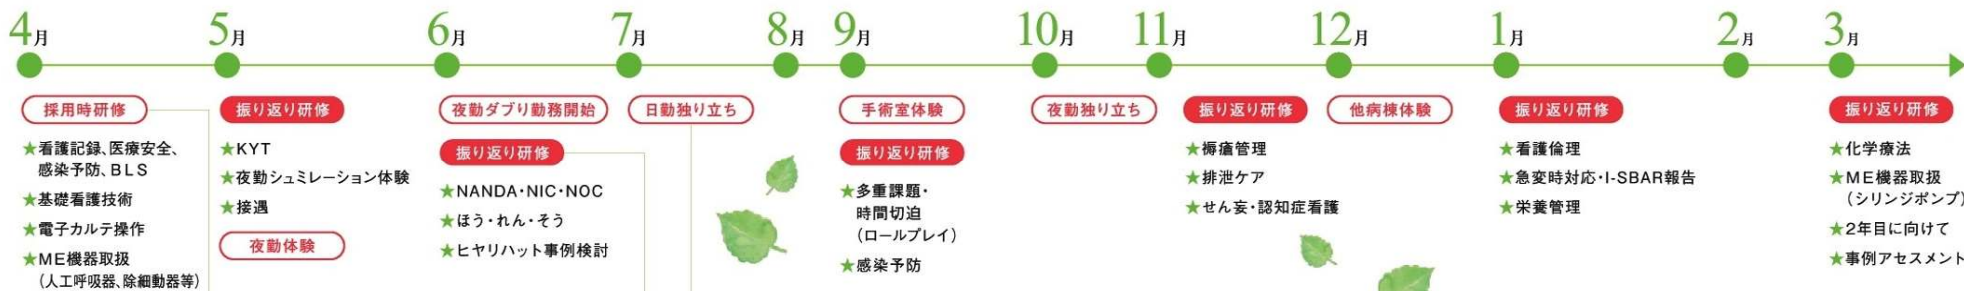 4月
5月
6月
7月
8月
9月
10月
11月
12月
1月
2月
3月
採用時研修
★看護記録、医療安全、
感染予防、BLS
★基礎看護技術
★電子カルテ操作
★ME機器取扱
(人工呼吸器、除細動器等)
振り返り研修
★KYT
★夜勤シュミレーション体験
★接遇
夜勤体験
夜勤ダブり勤務開始
振り返り研修
★NANDA・NIC・NOC
★ほう・れん・そう
★ヒヤリハット事例検討
日勤独り立ち
手術室体験
振り返り研修
★多重課題・
時間切迫
(ロールプレイ)
★感染予防
夜勤独り立ち
振り返り研修
★褥瘡管理
★排泄ケア
★せん妄・認知症看護
他病棟体験
振り返り研修
★看護倫理
★急変時対応・I-SBAR報告
★栄養管理
振り返り研修
★化学療法
★ME機器取扱
(シリンジポンプ)
★2年目に向けて
★事例アセスメント